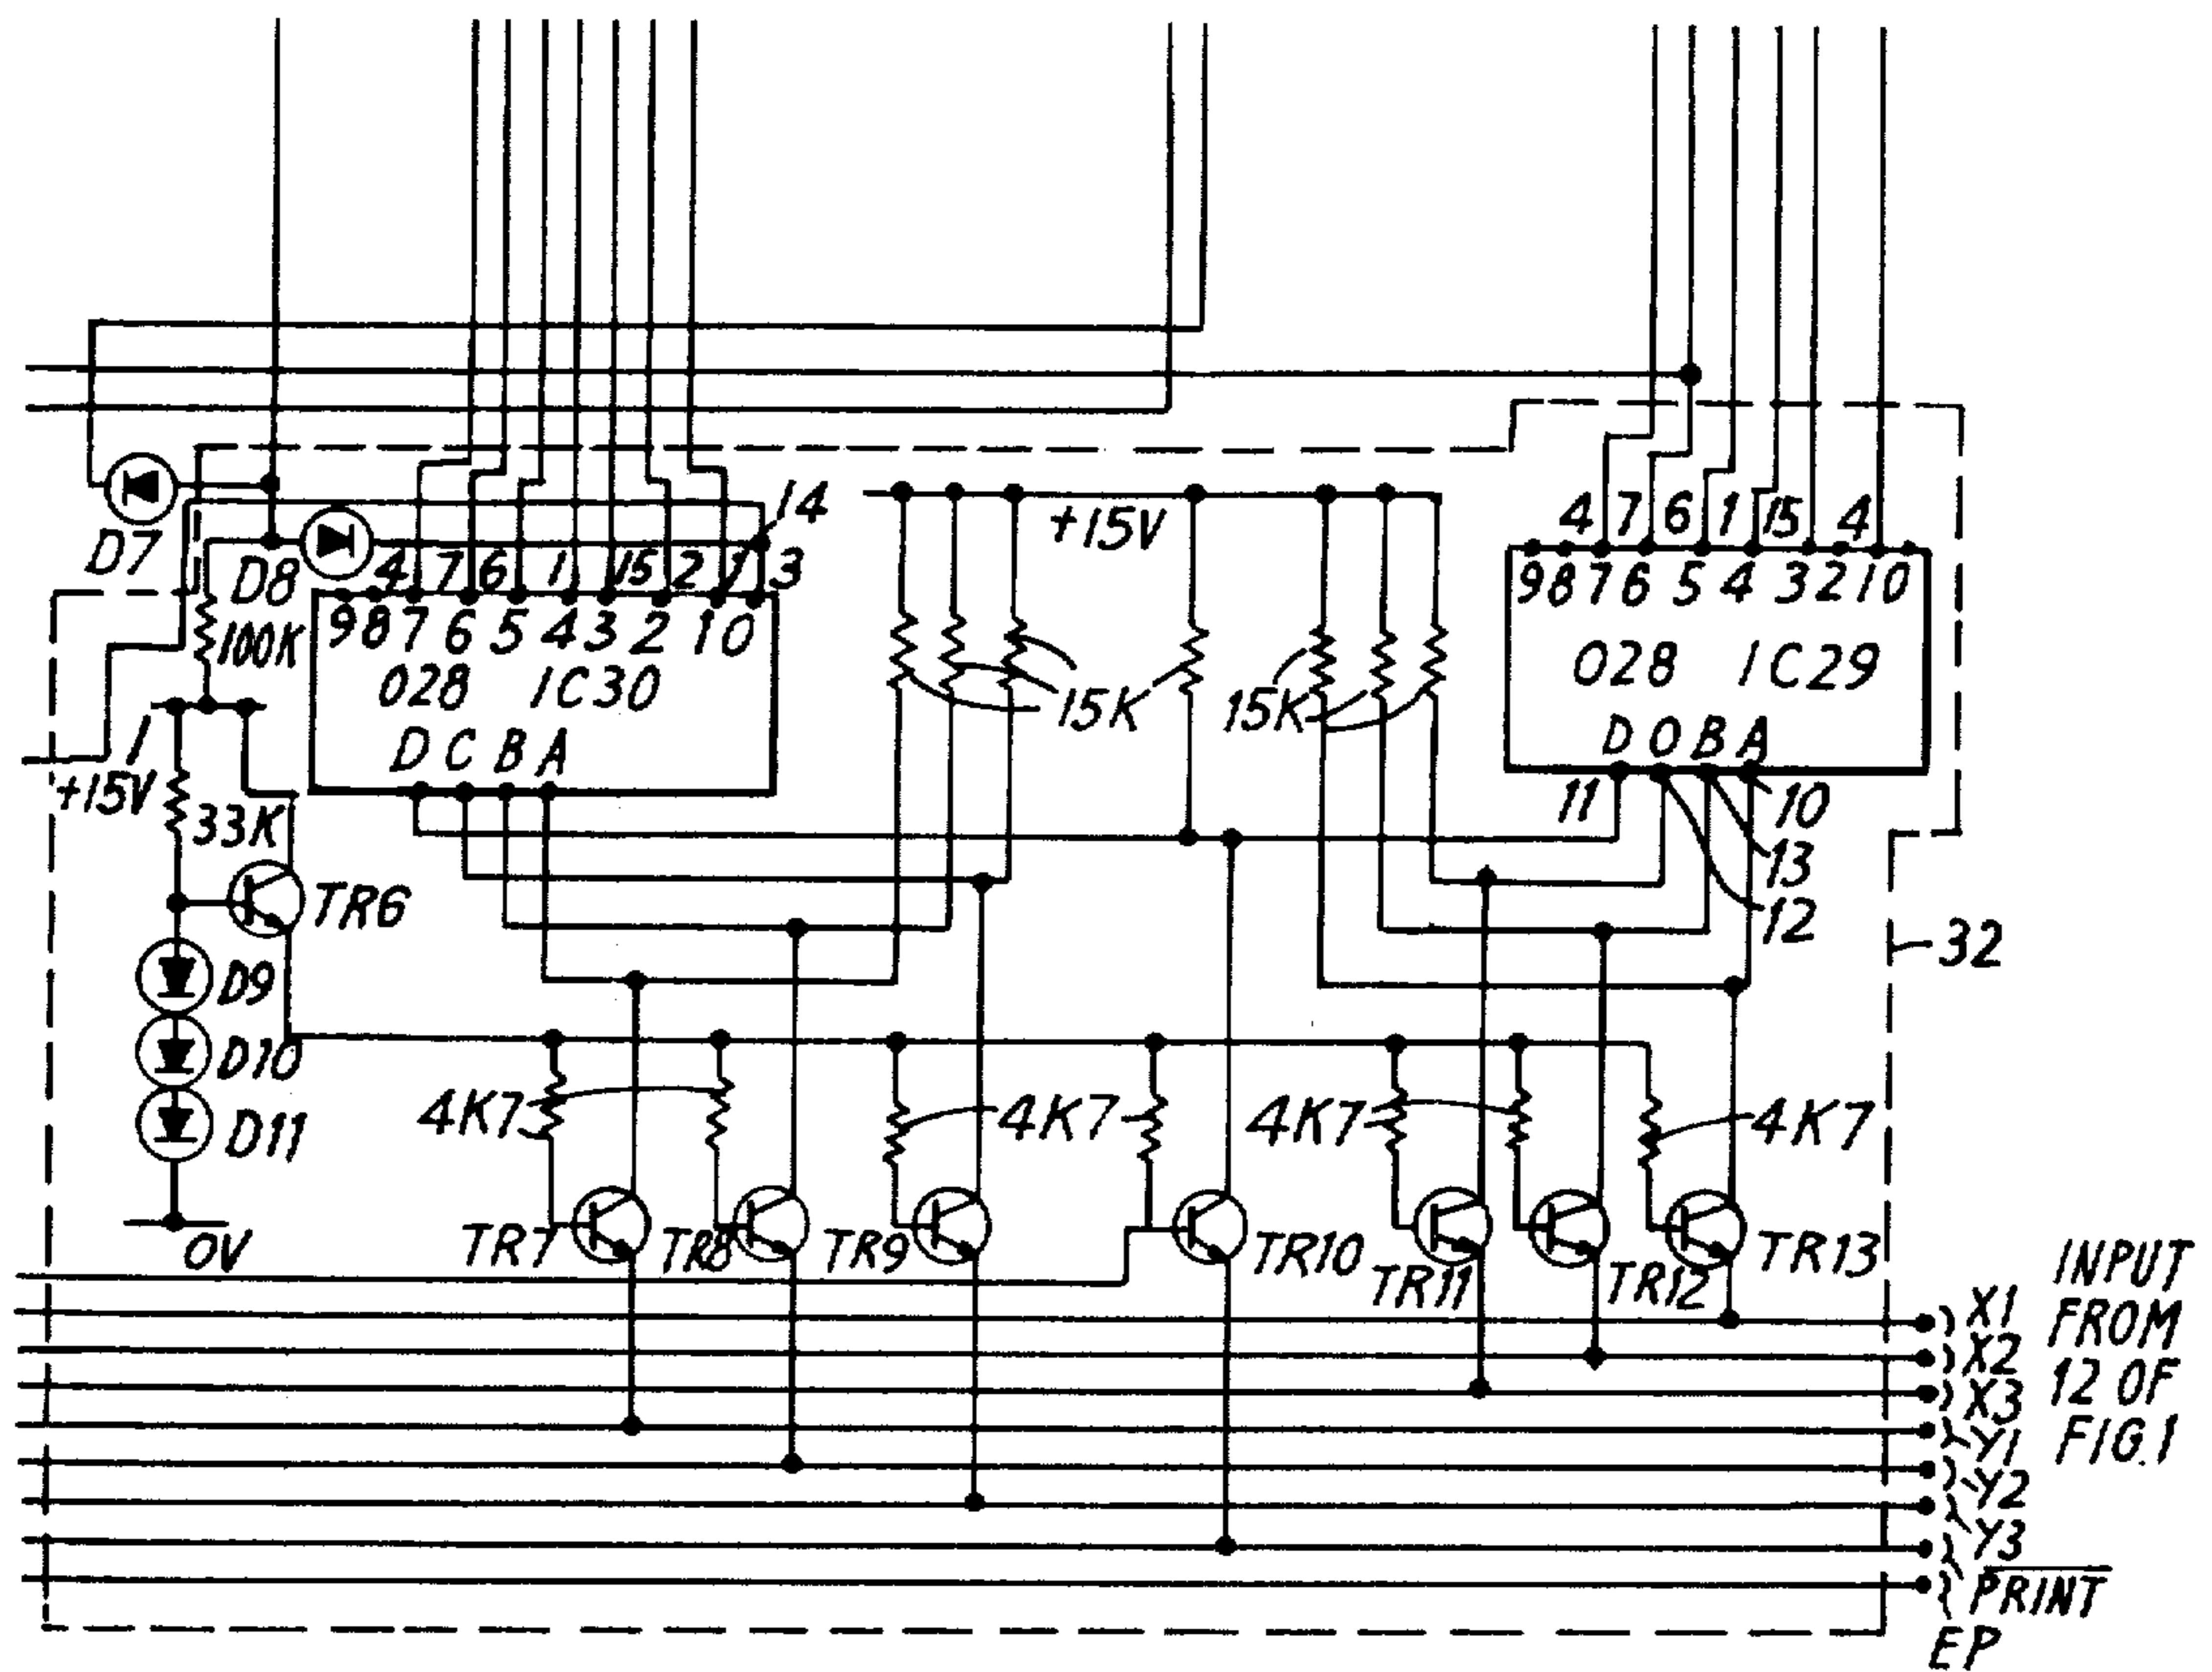 14
+15V
4 7 6 1 15 4
D7
D8
4 7 6 1 15 2 1 3
9 8 7 6 5 4 3 2 1 0
9 8 7 6 5 4 3 2 1 0
100K
028 IC30
15K
15K
028 IC29
D C B A
D O B A
+15V
33K
11
10
13
12
TR6
32
D9
D10
D11
4K7
4K7
4K7
4K7
0V
TR7
TR8
TR9
TR10
TR11
TR12
TR13
INPUT
FROM
12 OF
FIG.1
X1
X2
X3
Y1
Y2
Y3
PRINT
EP